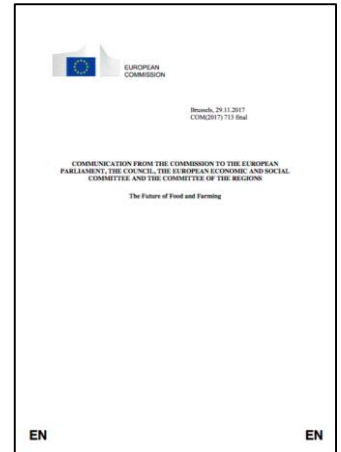 EUROPEAN
COMMISSION
Brussels, 29.11.2017
COM(2017) 713 final
COMMUNICATION FROM THE COMMISSION TO THE EUROPEAN
PARLIAMENT, THE COUNCIL, THE EUROPEAN ECONOMIC AND SOCIAL
COMMITTEE AND THE COMMITTEE OF THE REGIONS
The Future of Food and Farming
EN EN